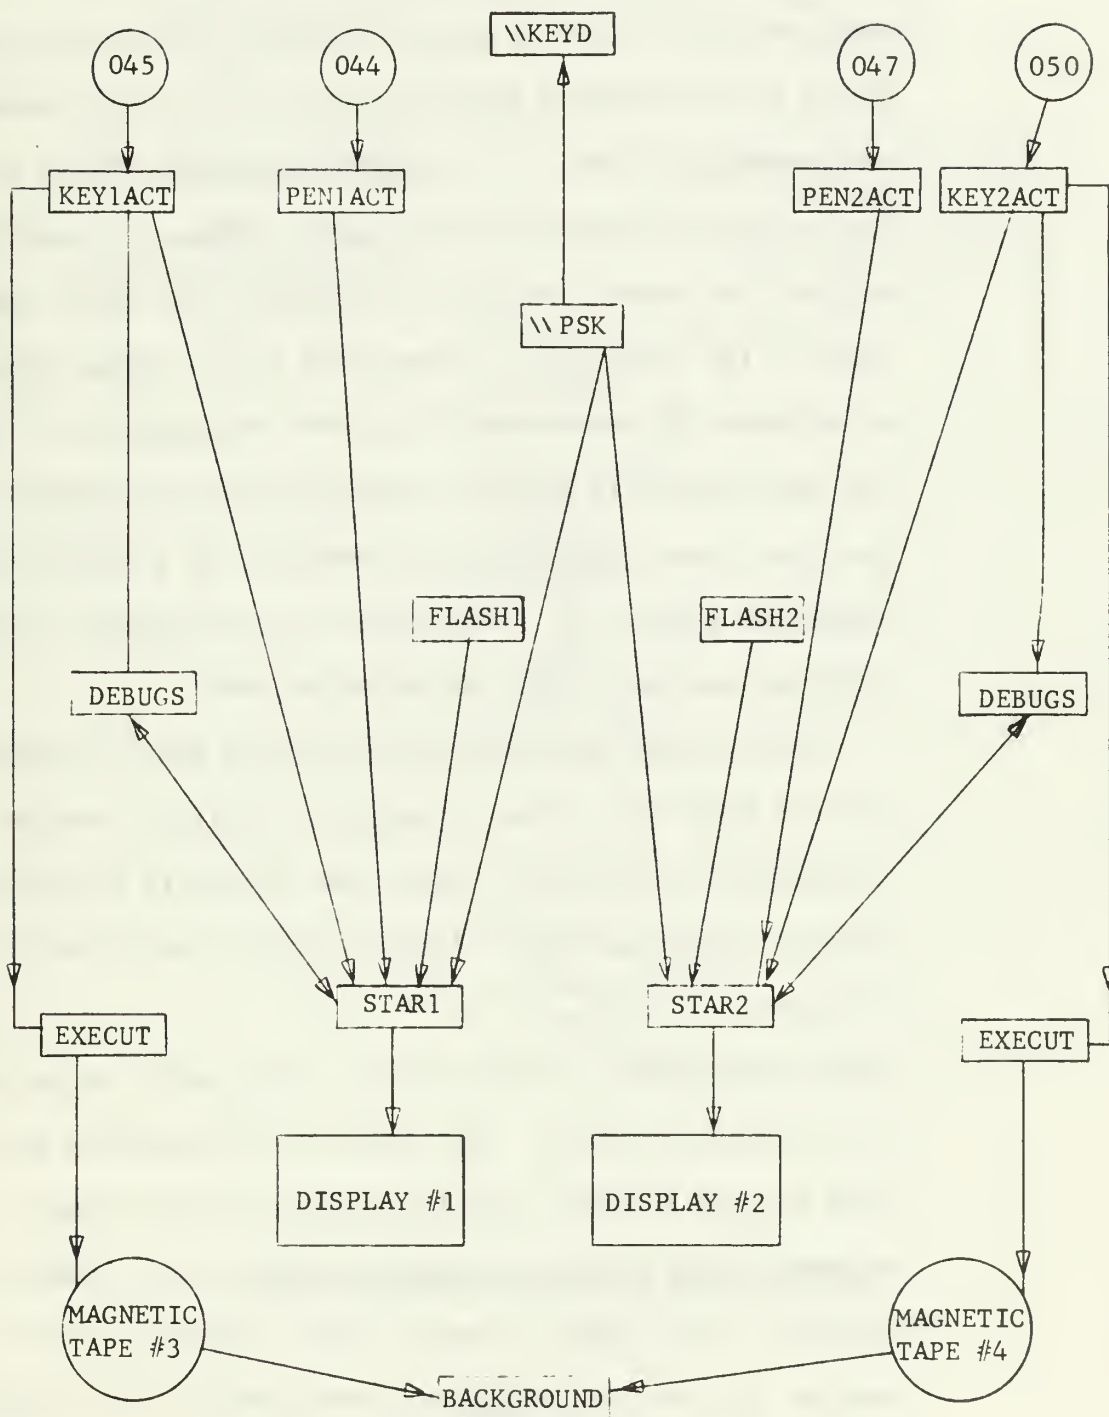 \\KEYD
045
044
047
050
KEY1ACT
PEN1ACT
PEN2ACT
KEY2ACT
\\PSK
FLASH1
FLASH2
DEBUGS
DEBUGS
STAR1
STAR2
EXECUT
EXECUT
DISPLAY #1
DISPLAY #2
MAGNETIC
TAPE #3
MAGNETIC
TAPE #4
BACKGROUND